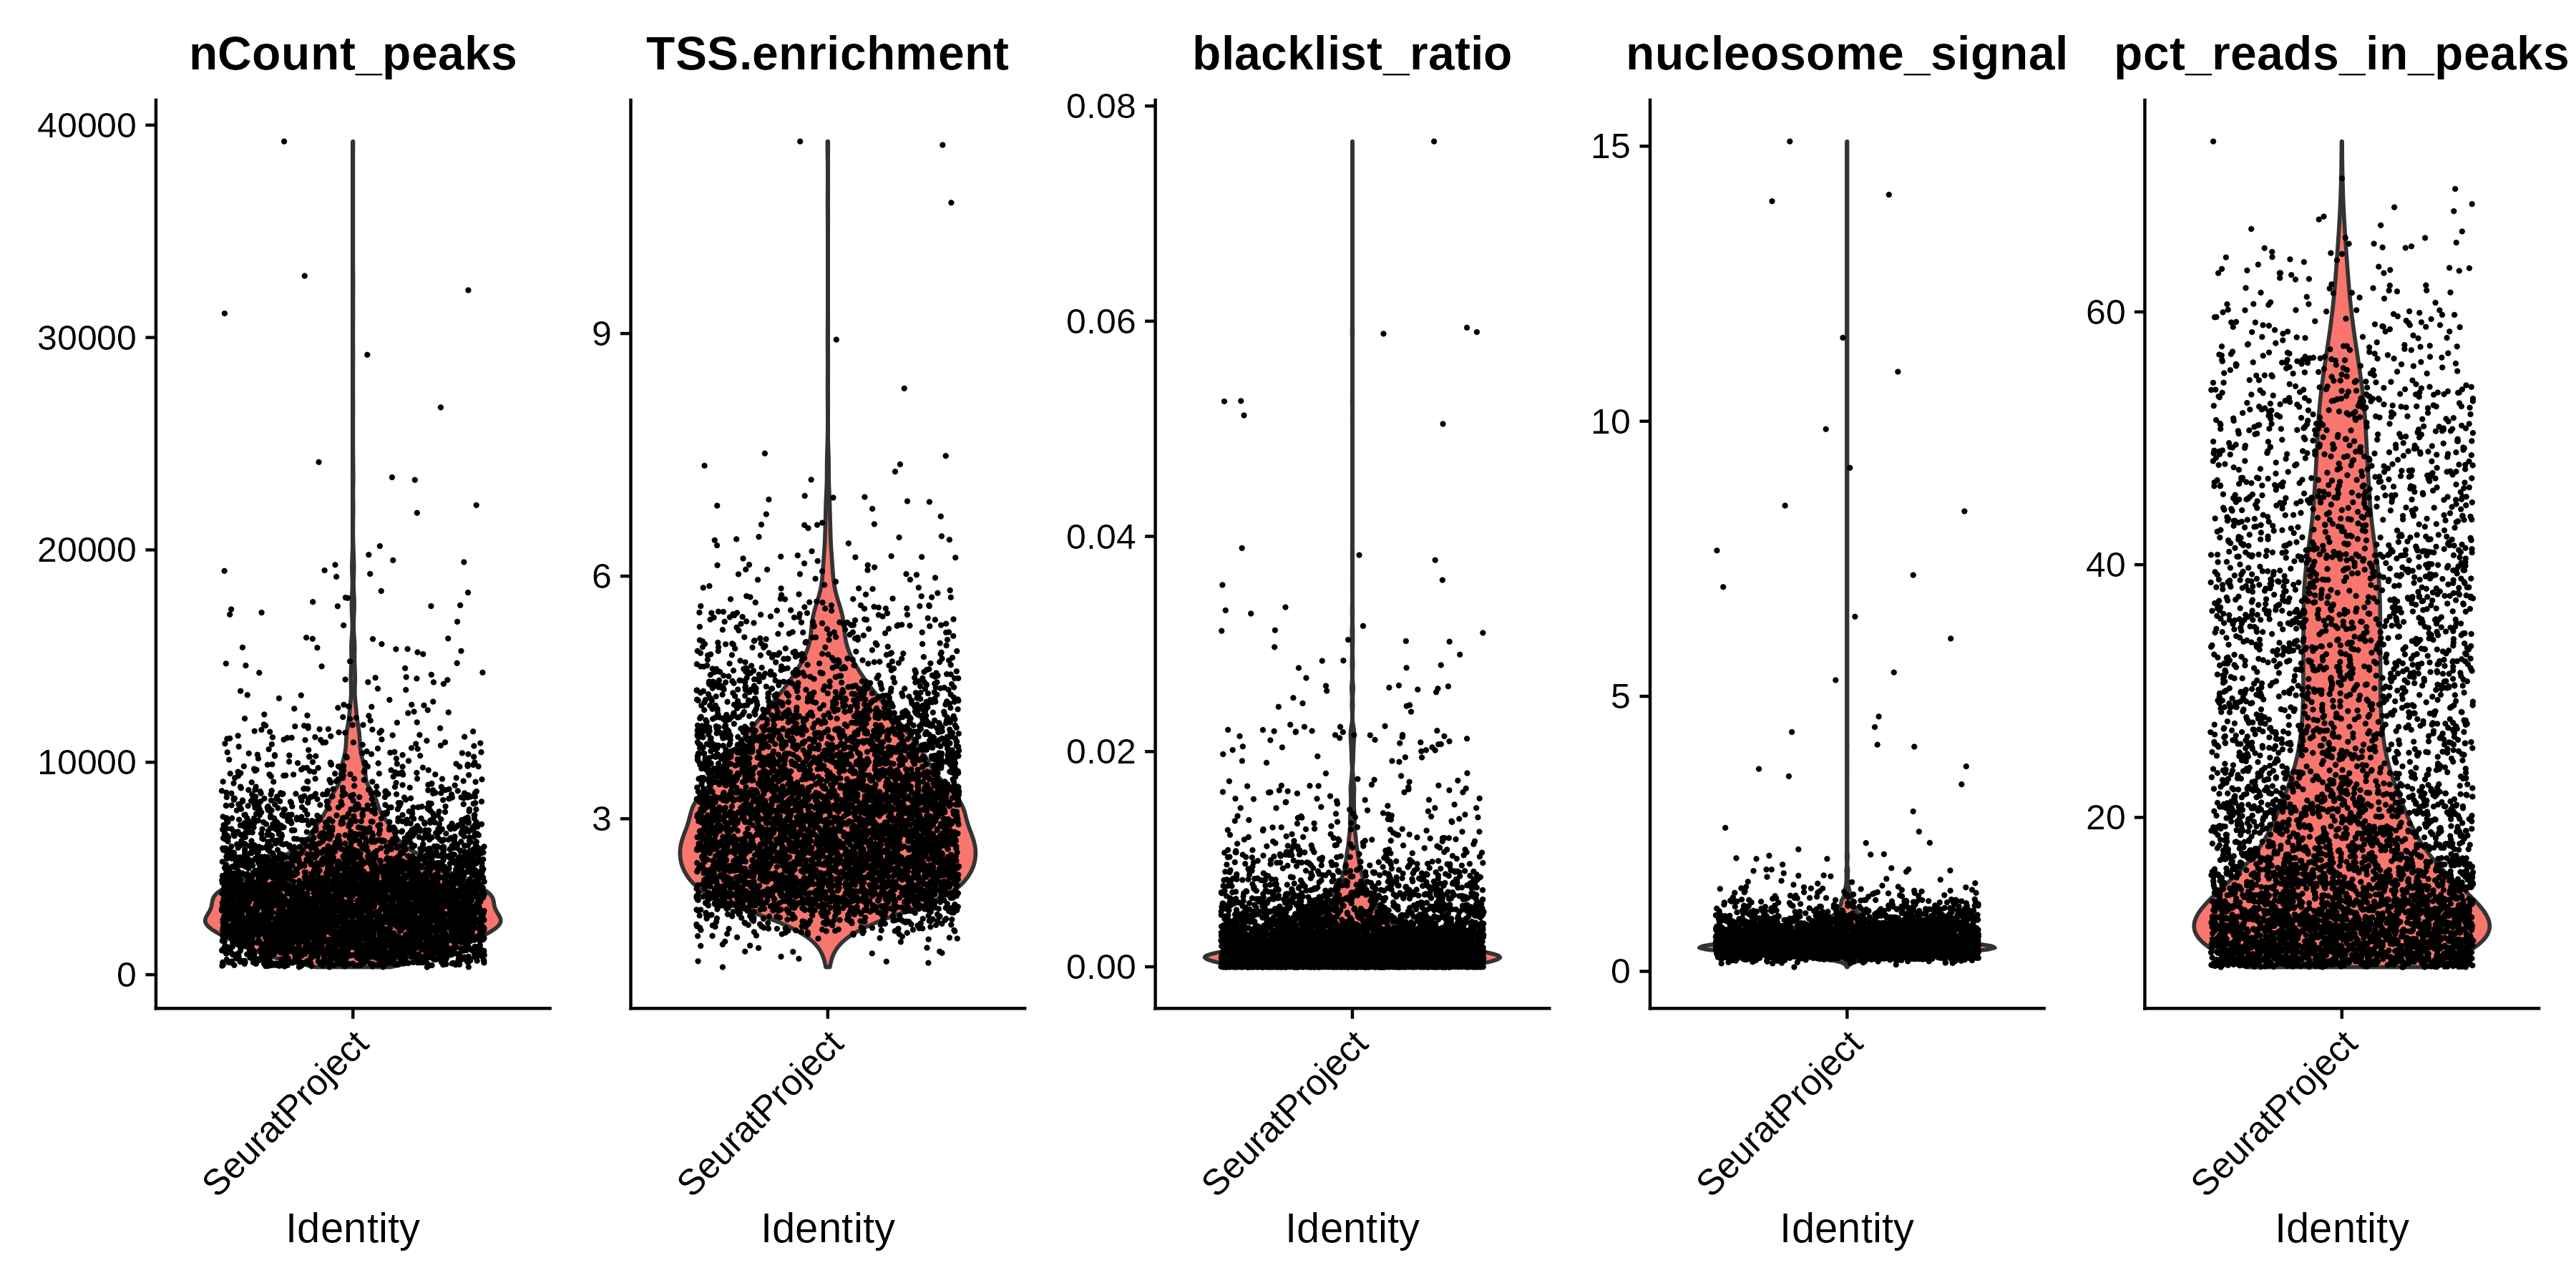 nCount_peaks
40000
30000
20000
10000
0
SeuratProject
Identity
TSS.enrichment
9
6
3
SeuratProject
Identity
blacklist_ratio
0.08
0.06
0.04
0.02
0.00
SeuratProject
Identity
nucleosome_signal
15
10
5
0
SeuratProject
Identity
pct_reads_in_peaks
60
40
20
SeuratProject
Identity